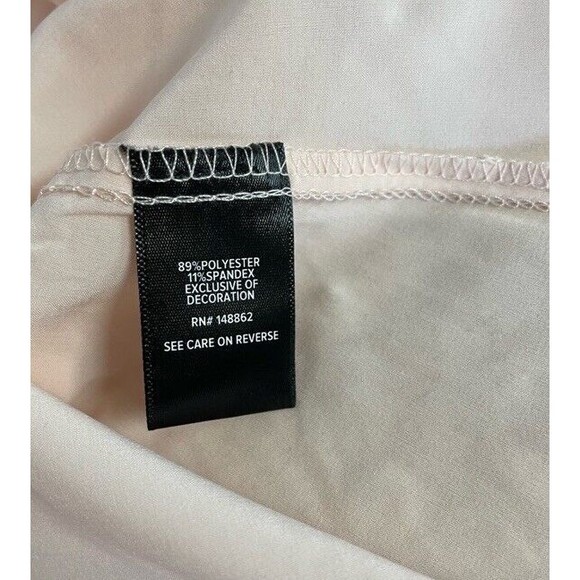 89%POLYESTER
11%SPANDEX
EXCLUSIVE OF
DECORATION
RN# 148862
SEE CARE ON REVERSE